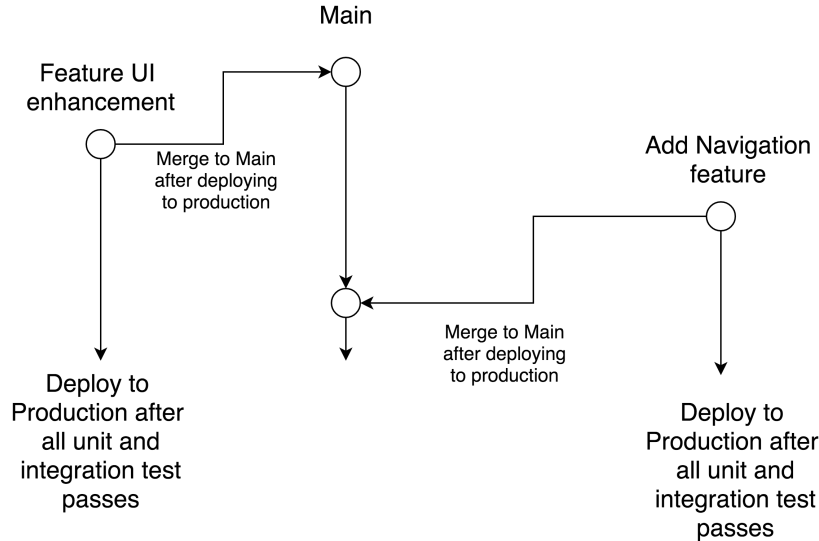 Main
Feature UI
enhancement
Merge to Main
after deploying
to production
Add Navigation
feature
Merge to Main
after deploying
to production
Deploy to
Production after
all unit and
integration test
passes
Deploy to
Production after
all unit and
integration test
passes